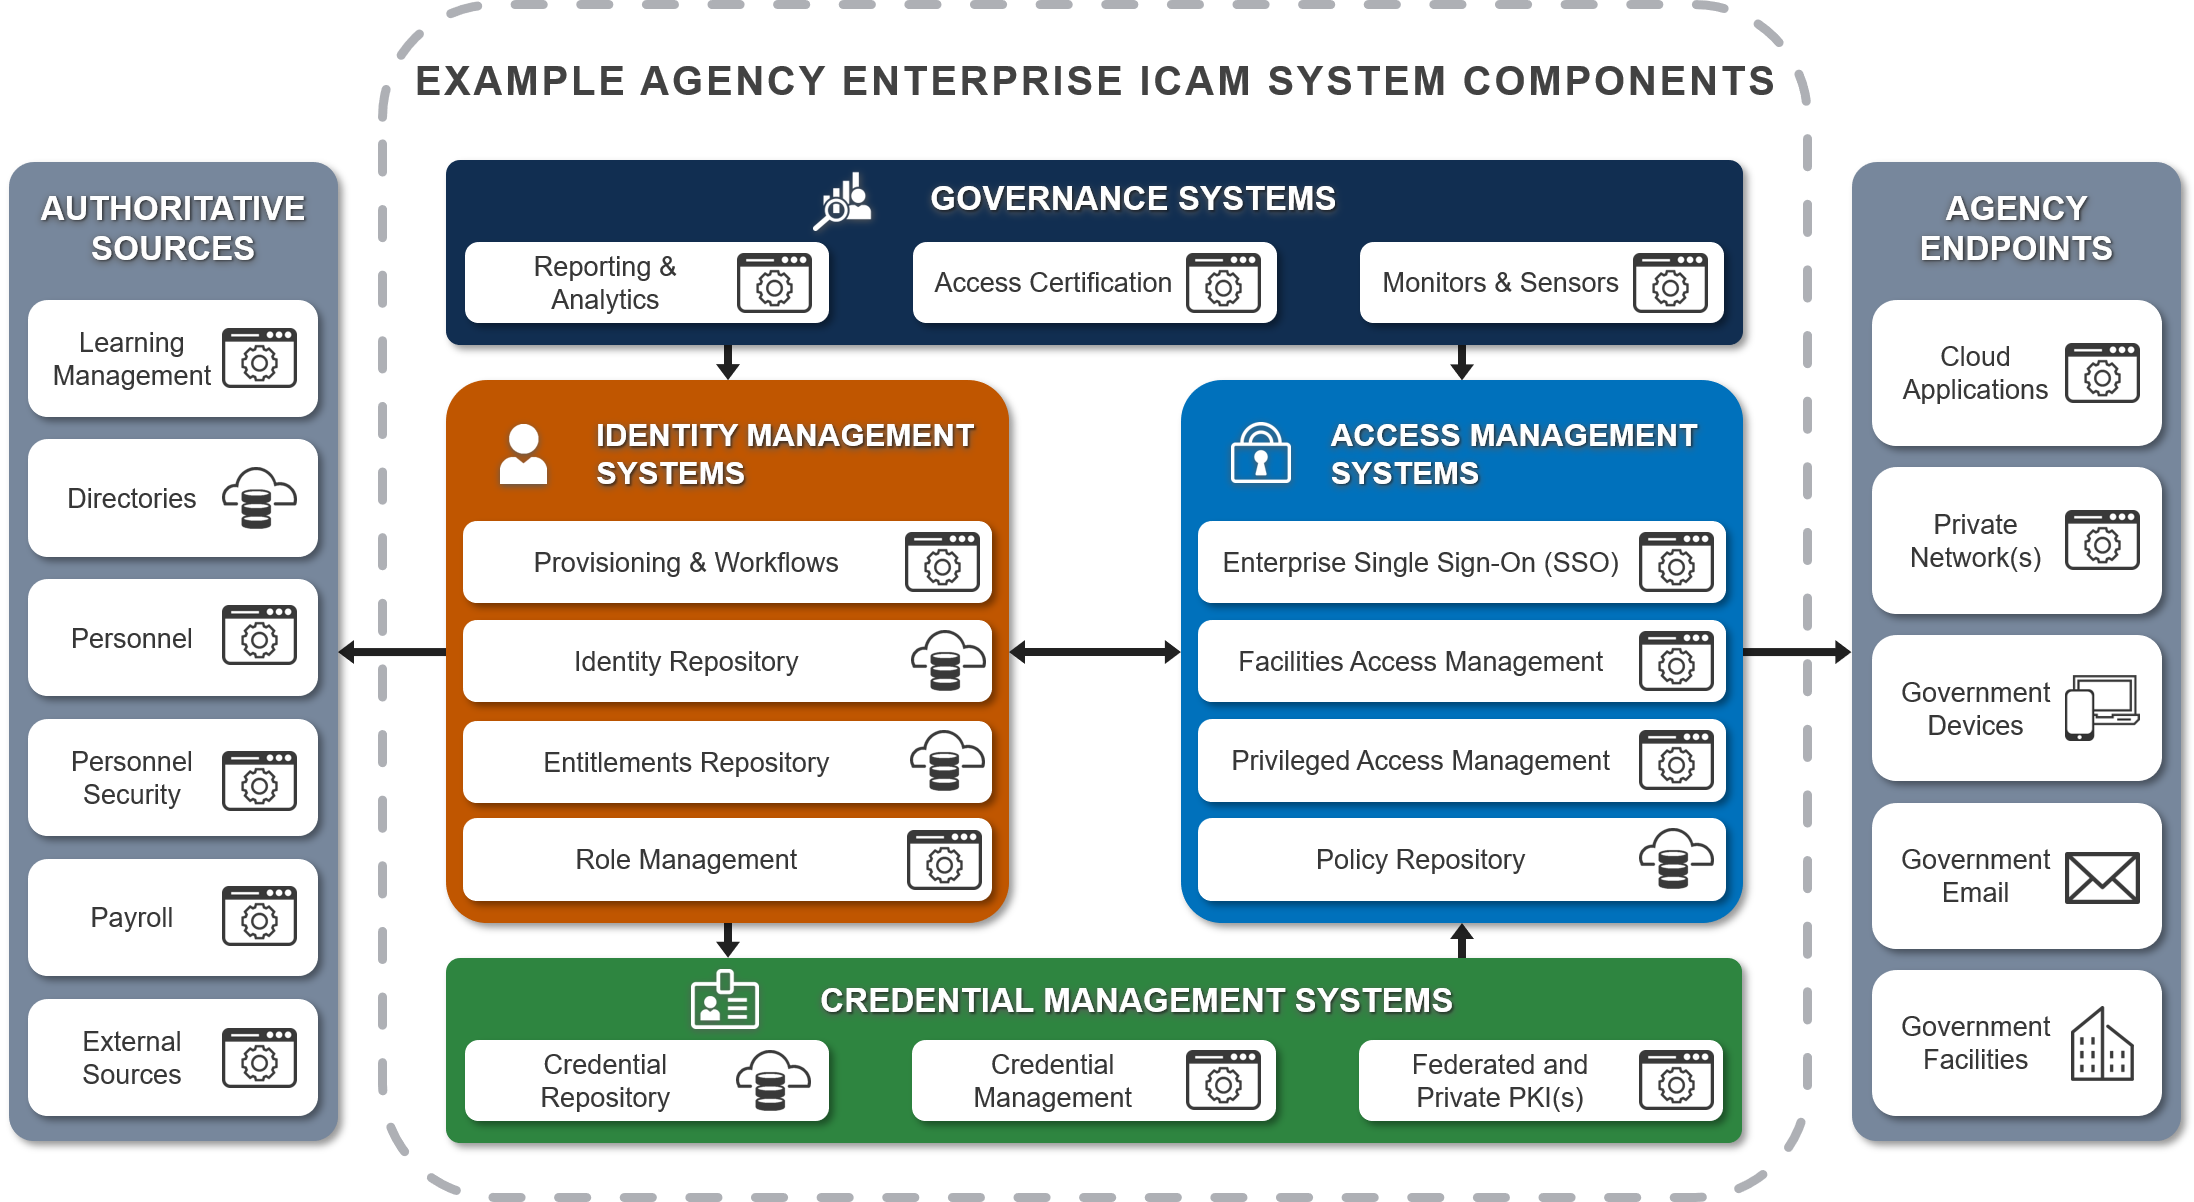 EXAMPLE AGENCY ENTERPRISE ICAM SYSTEM COMPONENTS
AUTHORITATIVE
SOURCES
Learning
Management
Directories
Personnel
Personnel
Security
Payroll
External
Sources
GOVERNANCE SYSTEMS
Reporting &
Analytics
Access Certification
Monitors & Sensors
IDENTITY MANAGEMENT
SYSTEMS
Provisioning & Workflows
Identity Repository
Entitlements Repository
Role Management
ACCESS MANAGEMENT
SYSTEMS
Enterprise Single Sign-On (SSO)
Facilities Access Management
Privileged Access Management
Policy Repository
CREDENTIAL MANAGEMENT SYSTEMS
Credential
Repository
Credential
Management
Federated and
Private PKI(s)
AGENCY
ENDPOINTS
Cloud
Applications
Private
Network(s)
Government
Devices
Government
Email
Government
Facilities